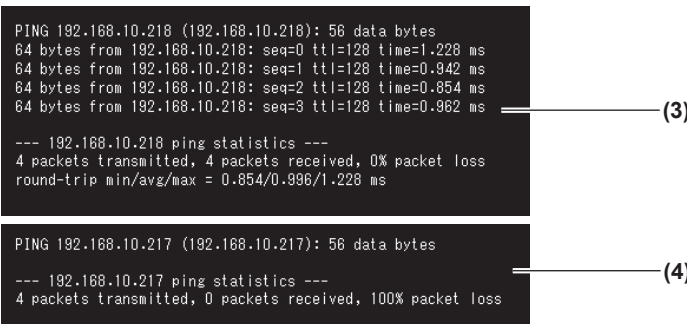 PING 192.168.10.218 (192.168.10.218): 56 data bytes
64 bytes from 192.168.10.218: seq=0 ttl=128 time=1.228 ms
64 bytes from 192.168.10.218: seq=1 ttl=128 time=0.942 ms
64 bytes from 192.168.10.218: seq=2 ttl=128 time=0.854 ms
64 bytes from 192.168.10.218: seq=3 ttl=128 time=0.962 ms
(3)
--- 192.168.10.218 ping statistics ---
4 packets transmitted, 4 packets received, 0% packet loss
round-trip min/avg/max = 0.854/0.996/1.228 ms
PING 192.168.10.217 (192.168.10.217): 56 data bytes
(4)
--- 192.168.10.217 ping statistics ---
4 packets transmitted, 0 packets received, 100% packet loss